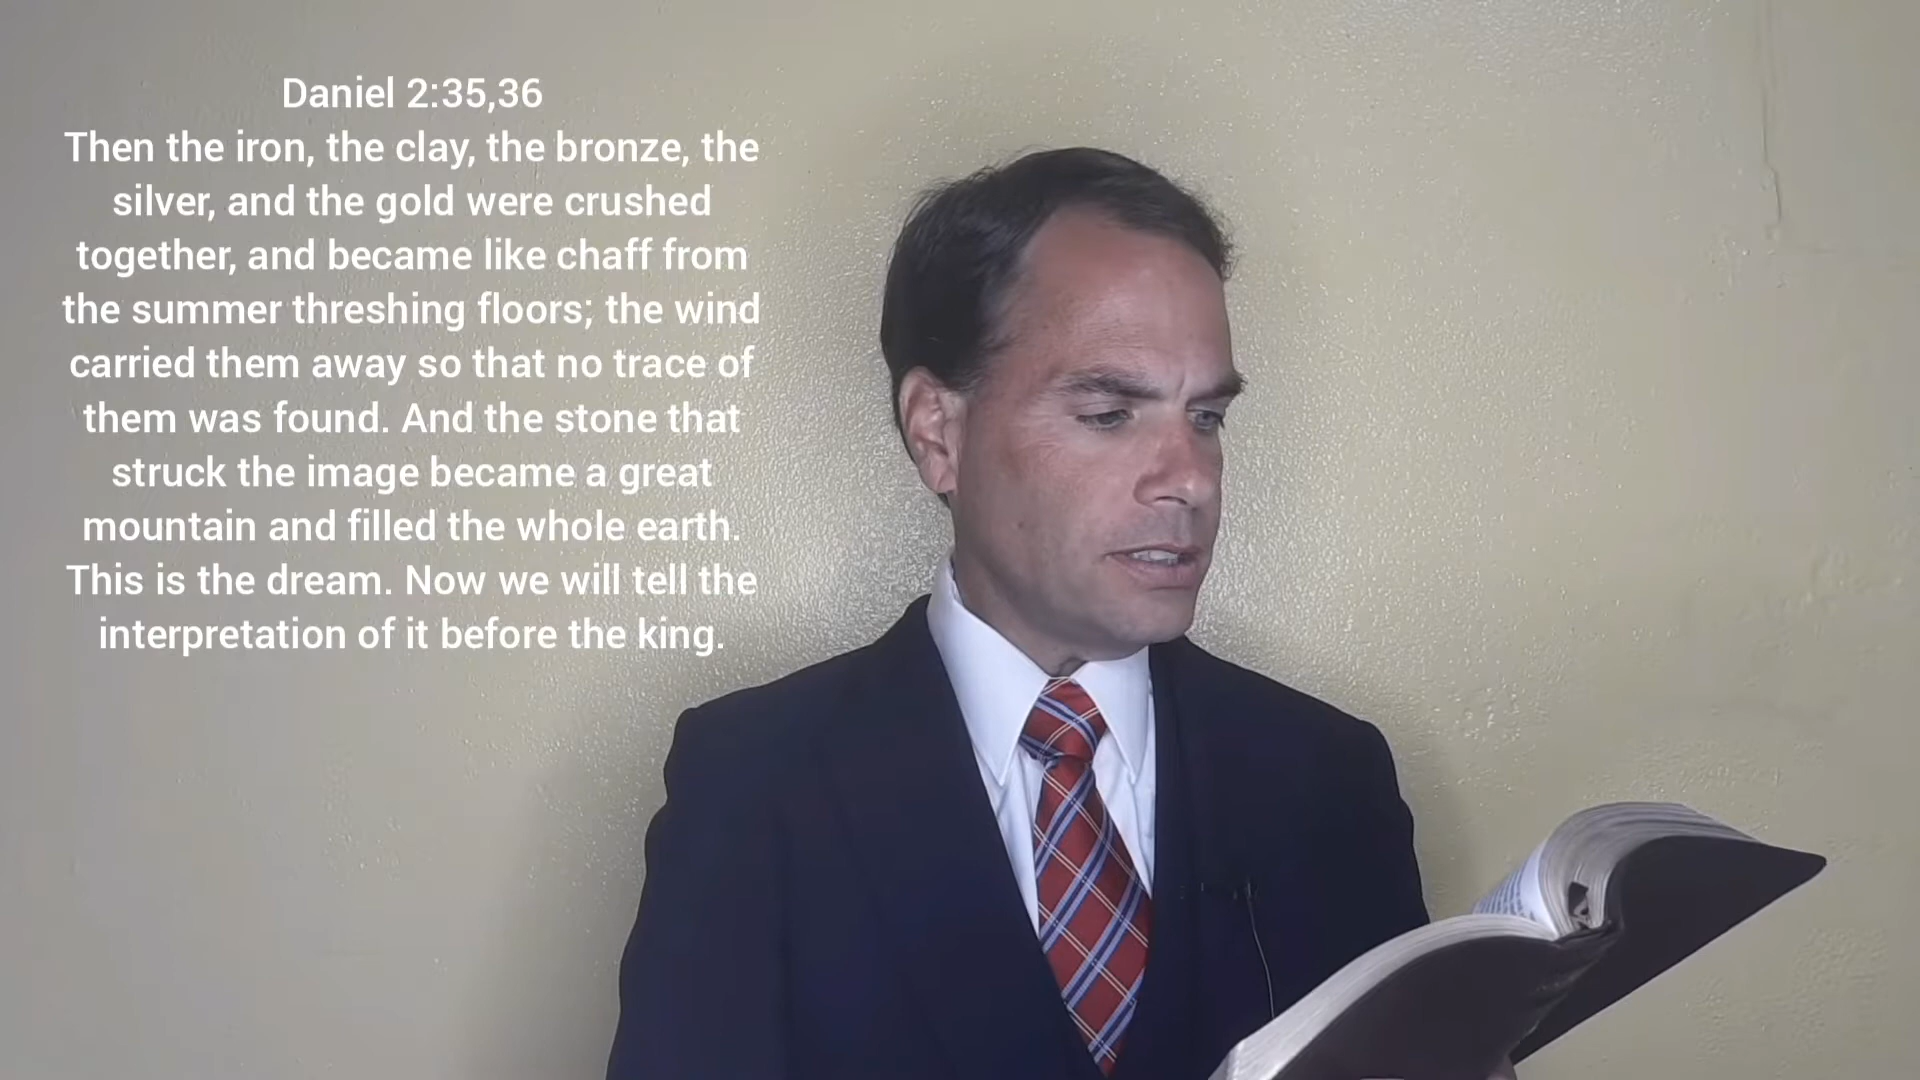 Daniel 2:35,36
Then the iron, the clay, the bronze, the
silver, and the gold were crushed
together, and became like chaff from
the summer threshing floors; the wind
carried them away so that no trace of
them was found. And the stone that
struck the image became a great
mountain and filled the whole earth.
This is the dream. Now we will tell the
interpretation of it before the king.